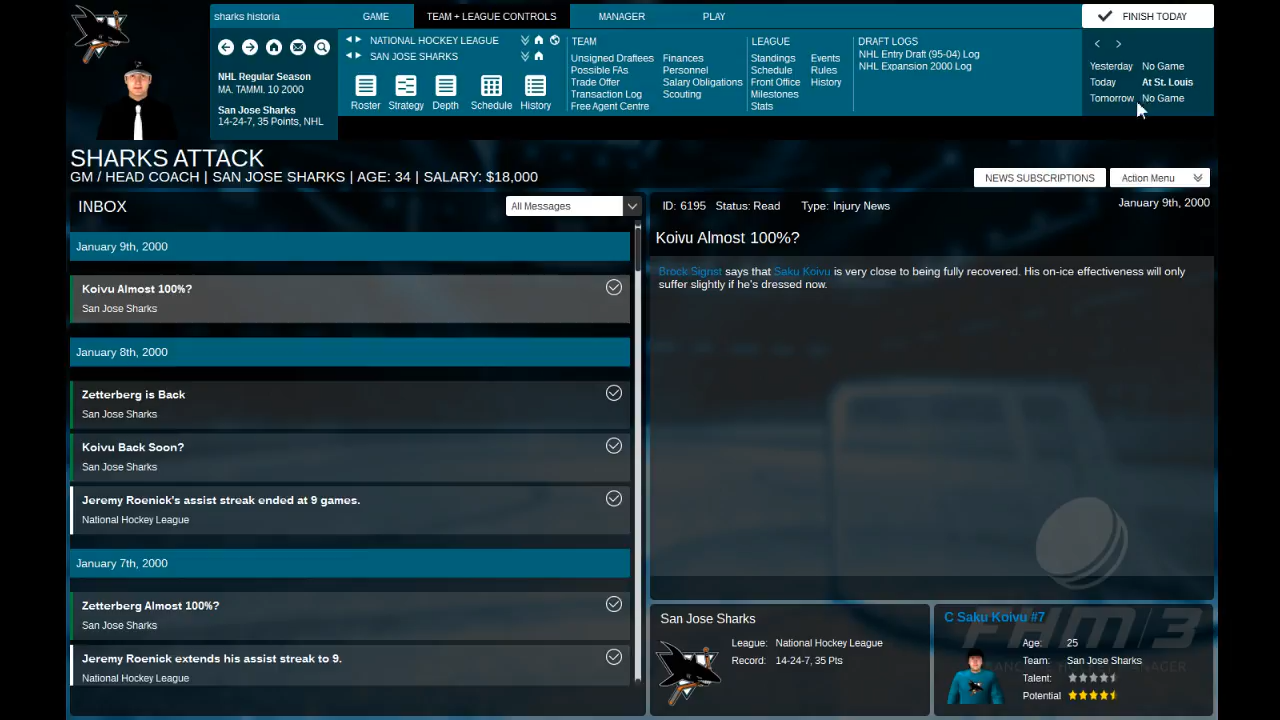 sharks historia
GAME
TEAM + LEAGUE CONTROLS
MANAGER
PLAY
FINISH TODAY
NATIONAL HOCKEY LEAGUE
SAN JOSE SHARKS
Roster Strategy Depth Schedule History
NHL Regular Season
MA. TAMMI. 10 2000
San Jose Sharks
14-24-7, 35 Points, NHL
TEAM
Unsigned Draftees Finances
Possible FAs Personnel
Trade Offer Salary Obligations
Transaction Log Scouting
Free Agent Centre
LEAGUE
Standings Events
Schedule Rules
Front Office History
Milestones
Stats
DRAFT LOGS
NHL Entry Draft (95-04) Log
NHL Expansion 2000 Log
Yesterday No Game
Today At St. Louis
Tomorrow No Game
SHARKS ATTACK
GM / HEAD COACH | SAN JOSE SHARKS | AGE: 34 | SALARY: $18,000
NEWS SUBSCRIPTIONS
Action Menu
INBOX
All Messages
January 9th, 2000
Koivu Almost 100%?
San Jose Sharks
January 8th, 2000
Zetterberg is Back
San Jose Sharks
Koivu Back Soon?
San Jose Sharks
Jeremy Roenick's assist streak ended at 9 games.
National Hockey League
January 7th, 2000
Zetterberg Almost 100%?
San Jose Sharks
Jeremy Roenick extends his assist streak to 9.
National Hockey League
ID: 6195 Status: Read Type: Injury News
January 9th, 2000
Koivu Almost 100%?
Brock Signst says that Saku Koivu is very close to being fully recovered. His on-ice effectiveness will only
suffer slightly if he's dressed now.
San Jose Sharks
League: National Hockey League
Record: 14-24-7, 35 Pts
C Saku Koivu #7
Age: 25
Team: San Jose Sharks
Talent:
Potential
FHM/3